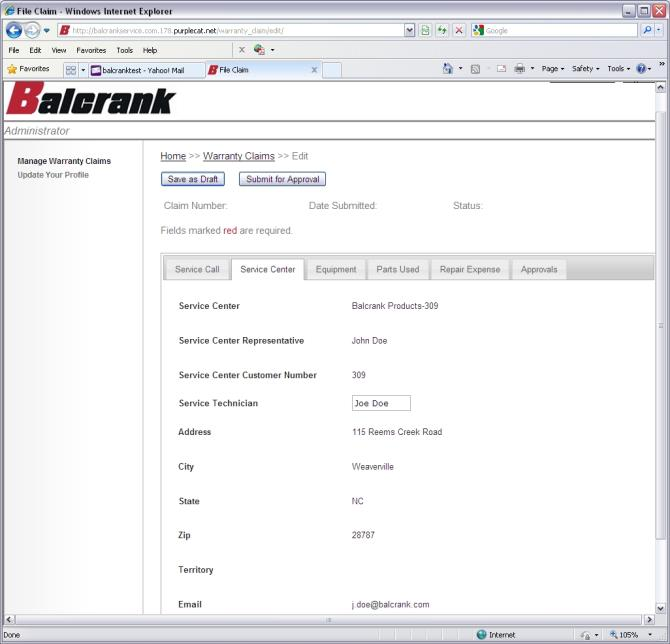 File Claim - Windows Internet Explorer
http://balcrankservice.com.178.purplecat.net/warranty_claim/edit/
Google
File Edit View Favorites Tools Help
X
Favorites
balcranktest - Yahoo! Mail
File Claim
X
Page Safety Tools
Balcrank
Administrator
Manage Warranty Claims
Update Your Profile
Home >> Warranty Claims >> Edit
Save as Draft Submit for Approval
Claim Number: Date Submitted: Status:
Fields marked red are required.
Service Call Service Center Equipment Parts Used Repair Expense Approvals
Service Center Balcrank Products-309
Service Center Representative John Doe
Service Center Customer Number 309
Service Technician Joe Doe
Address 115 Reems Creek Road
City Weaverville
State NC
Zip 28787
Territory
Email j.doe@balcrank.com
Done Internet 105%